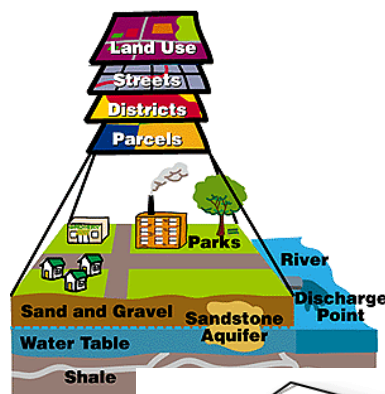 Land Use
Streets
Districts
Parcels
Parks
River
Discharge
Point
Sand and Gravel
Sandstone
Aquifer
Water Table
Shale